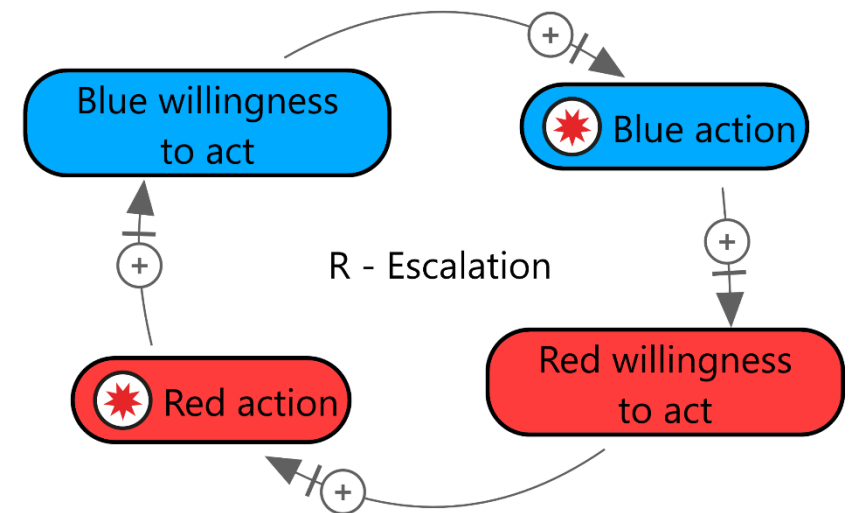 Blue willingness
to act
+
Blue action
+
R - Escalation
+
Red willingness
to act
Red action
+